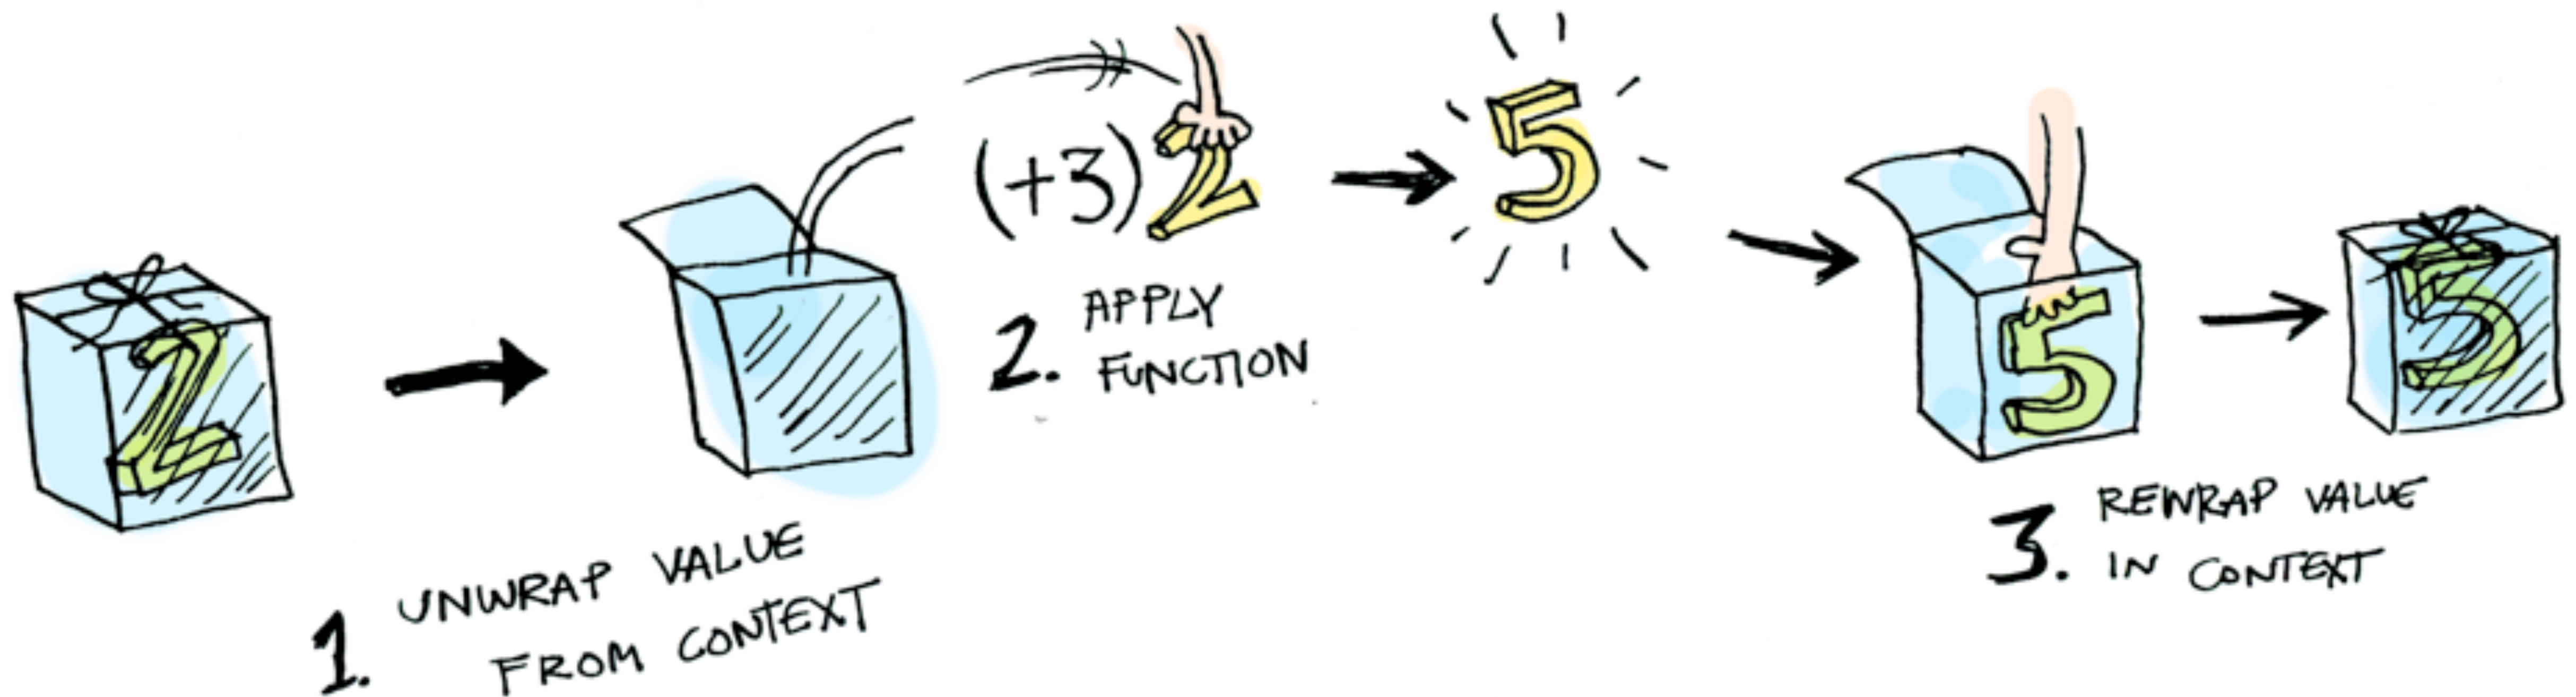 2
1. UNWRAP VALUE
FROM CONTEXT
(+3) 2
2. APPLY
FUNCTION
5
5
3. REWRAP VALUE
IN CONTEXT
5